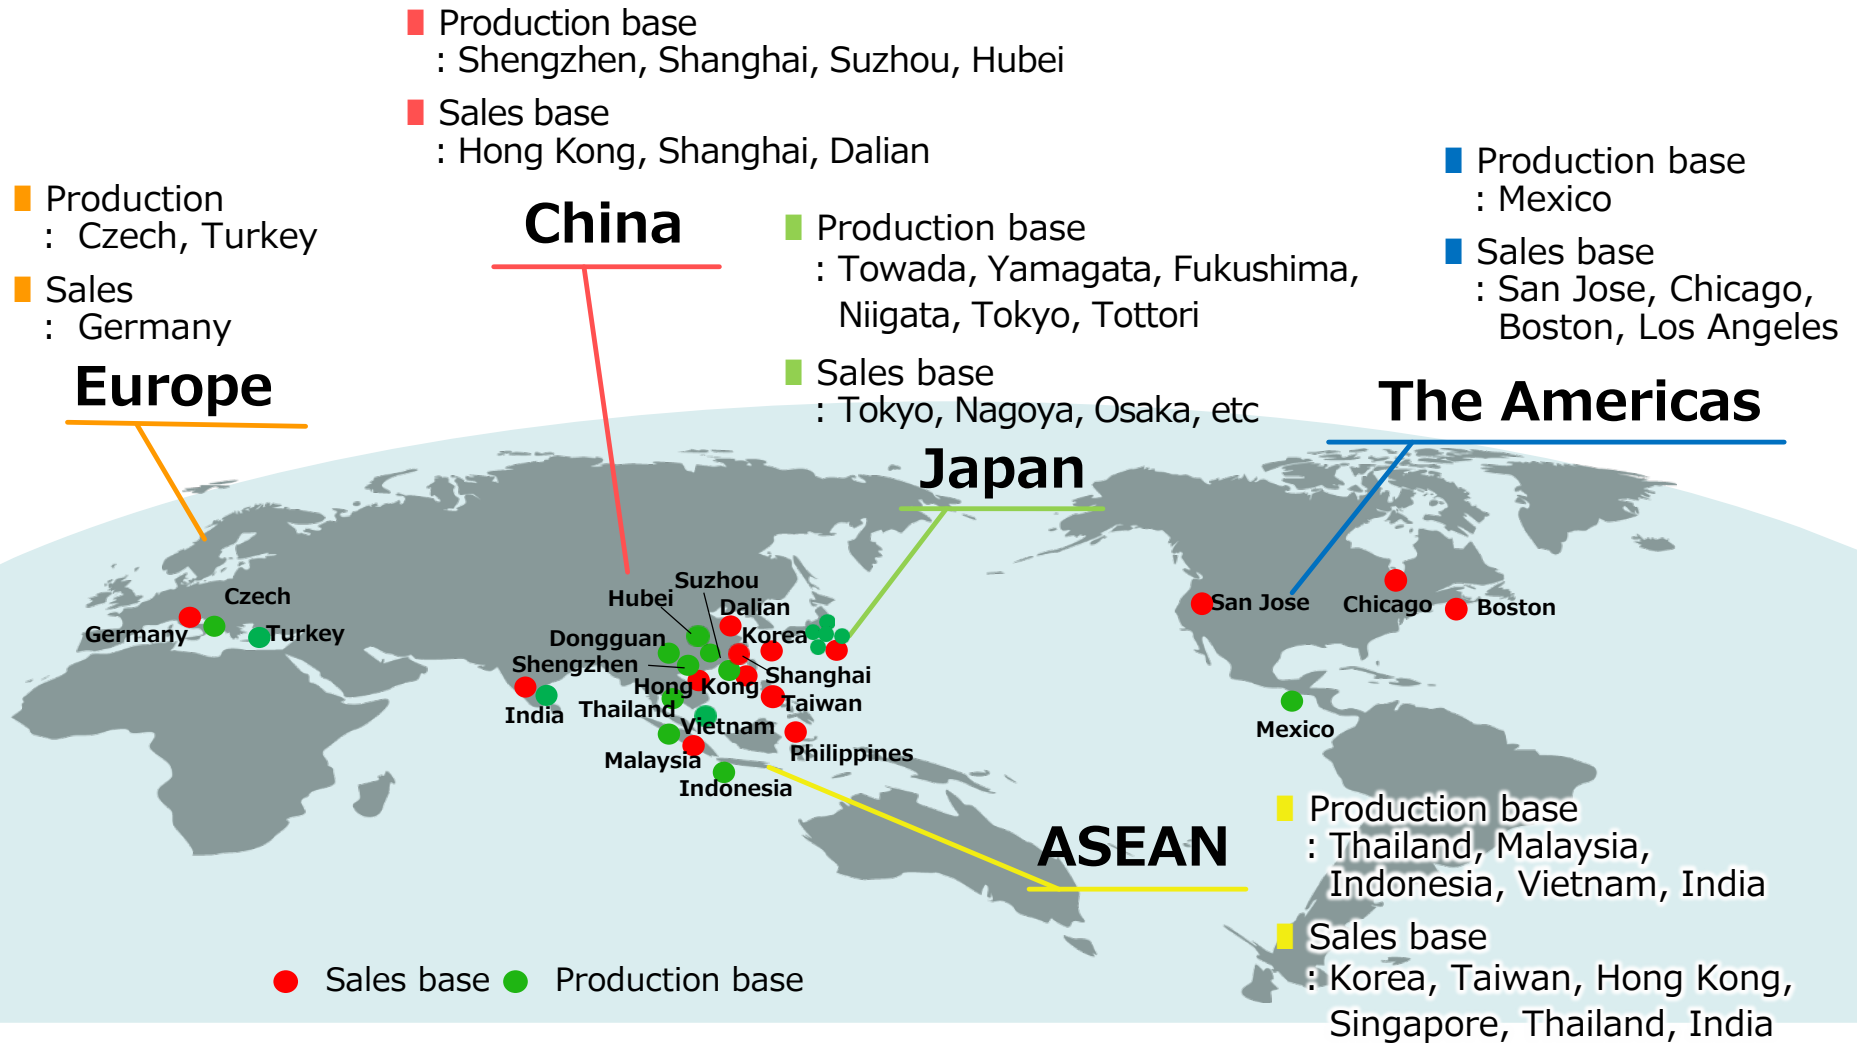 Production base
: Shengzhen, Shanghai, Suzhou, Hubei
Sales base
: Hong Kong, Shanghai, Dalian
China
Production
: Czech, Turkey
Sales
: Germany
Europe
Production base
: Towada, Yamagata, Fukushima,
Niigata, Tokyo, Tottori
Sales base
: Tokyo, Nagoya, Osaka, etc
Japan
Production base
: Mexico
Sales base
: San Jose, Chicago,
Boston, Los Angeles
The Americas
Czech
Germany
Turkey
Suzhou
Hubei
Dalian
Dongguan
Korea
Shengzhen
Shanghai
Hong Kong
India
Thailand
Taiwan
Vietnam
Malaysia
Philippines
Indonesia
San Jose
Chicago
Boston
Mexico
ASEAN
Production base
: Thailand, Malaysia,
Indonesia, Vietnam, India
Sales base
: Korea, Taiwan, Hong Kong,
Singapore, Thailand, India
Sales base
Production base